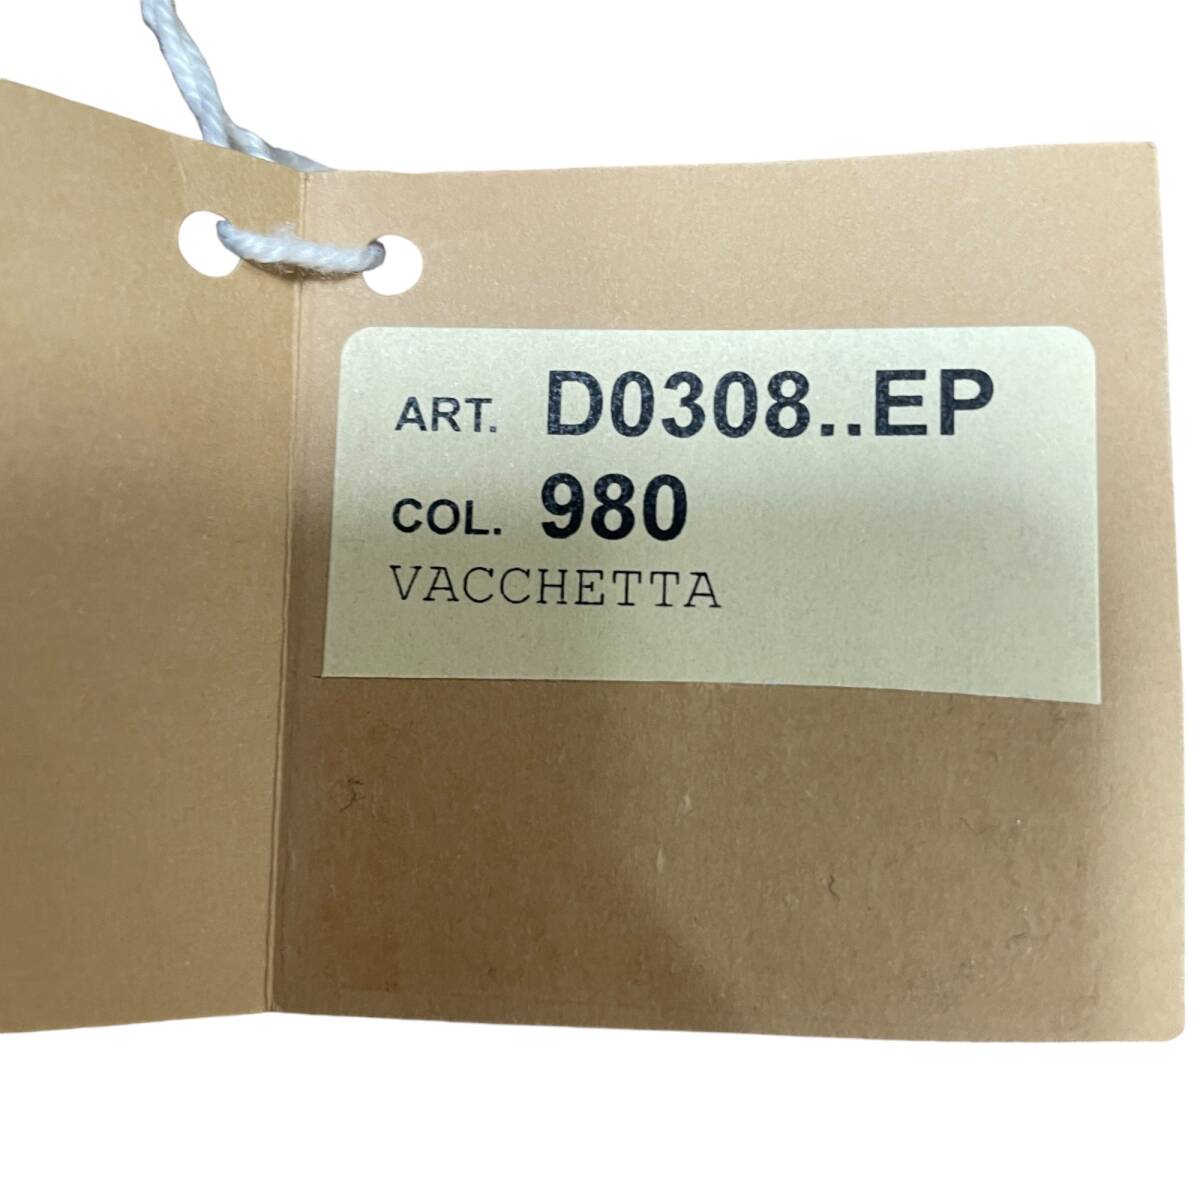 ART. D0308..EP
COL. 980
VACCHETTA